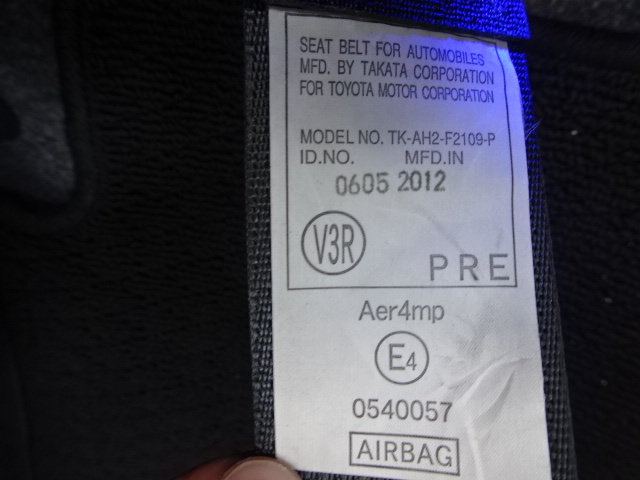 SEAT BELT FOR AUTOMOBILES
MFD. BY TAKATA CORPORATION
FOR TOYOTA MOTOR CORPORATION
MODEL NO. TK-AH2-F2109-P
ID.NO. MFD.IN
0605 2012
V3R
PRE
Aer4mp
E4
0540057
AIRBAG